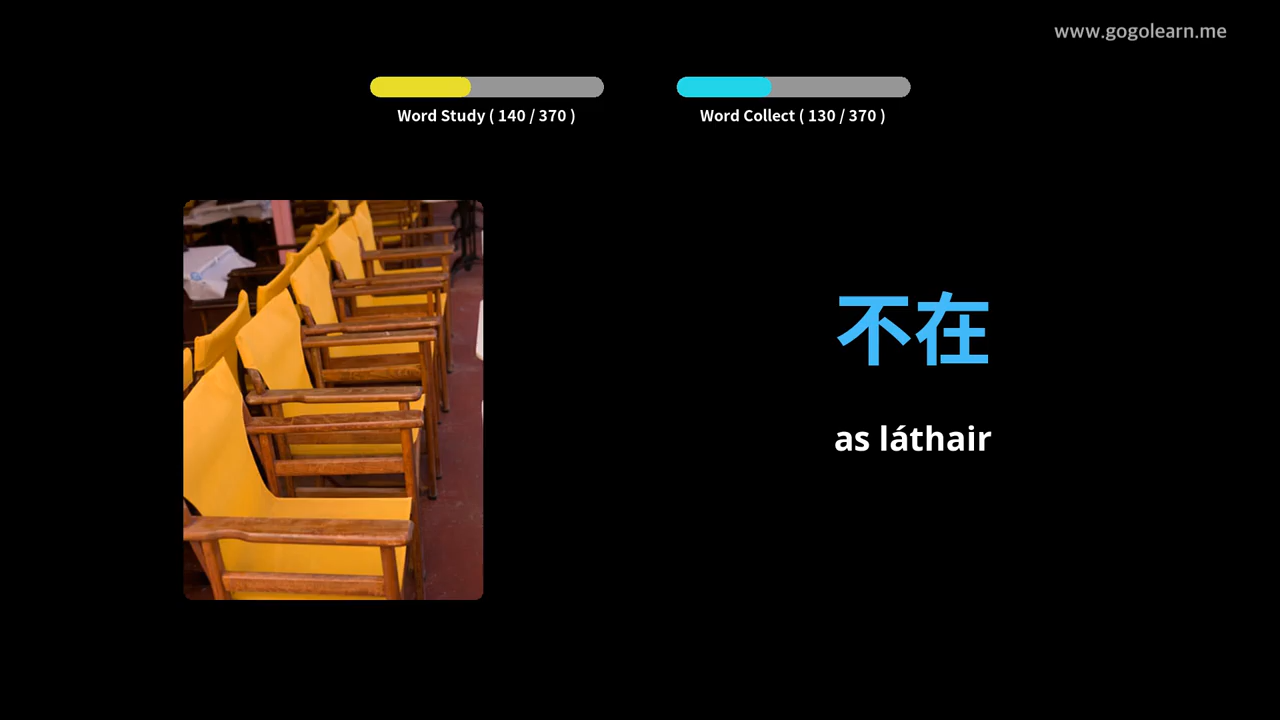 www.gogolearn.me
Word Study ( 140 / 370 )
Word Collect ( 130 / 370 )
不在
as láthair